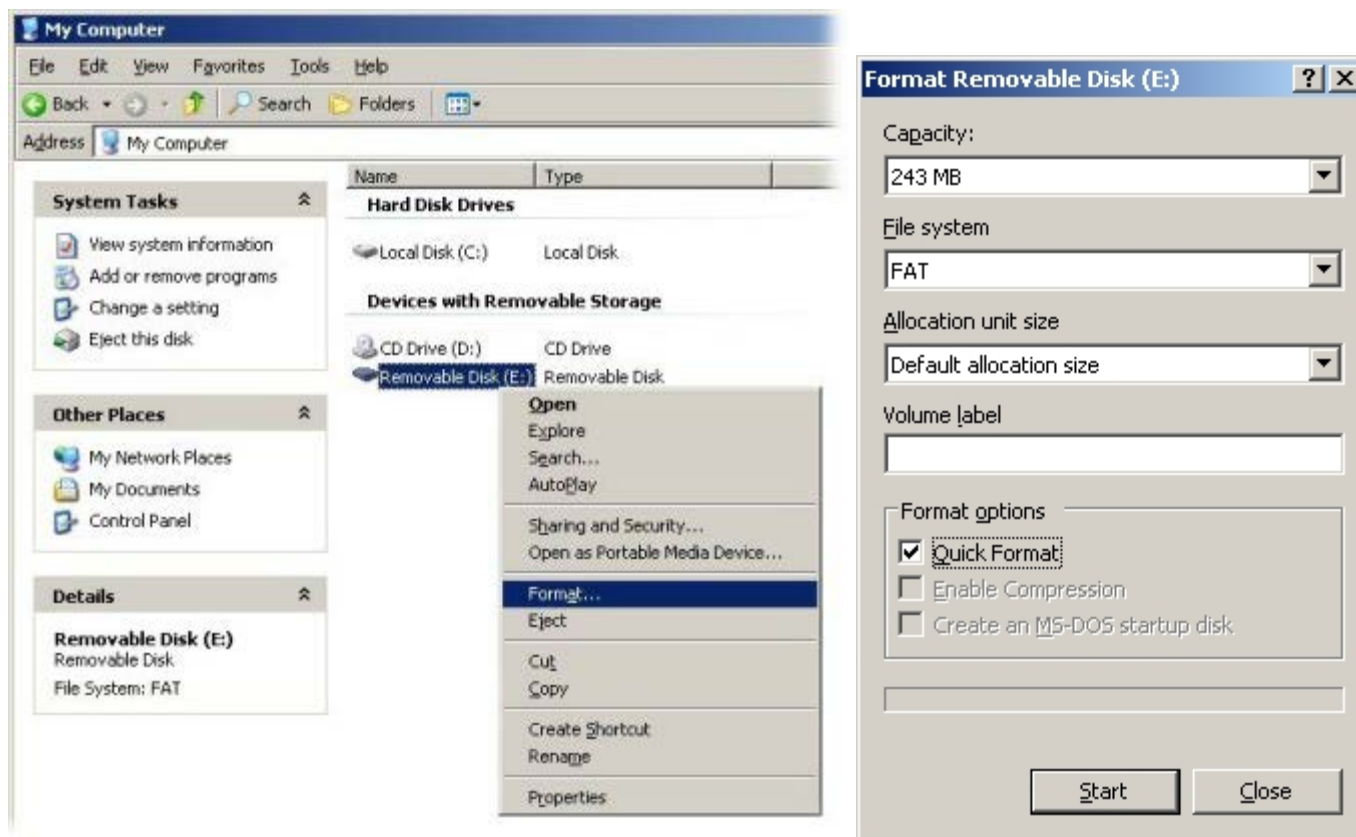 My Computer
File Edit View Favorites Tools Help
Back Search Folders
Address My Computer
System Tasks
View system information
Add or remove programs
Change a setting
Eject this disk
Other Places
My Network Places
My Documents
Control Panel
Details
Removable Disk (E:)
Removable Disk
File System: FAT
Name Type
Hard Disk Drives
Local Disk (C:) Local Disk
Devices with Removable Storage
CD Drive (D:) CD Drive
Removable Disk (E:) Removable Disk
Open
Explore
Search...
AutoPlay
Sharing and Security...
Open as Portable Media Device...
Format...
Eject
Cut
Copy
Create Shortcut
Rename
Properties
Format Removable Disk (E:)
Capacity:
243 MB
File system
FAT
Allocation unit size
Default allocation size
Volume label
Format options
Quick Format
Enable Compression
Create an MS-DOS startup disk
Start Close